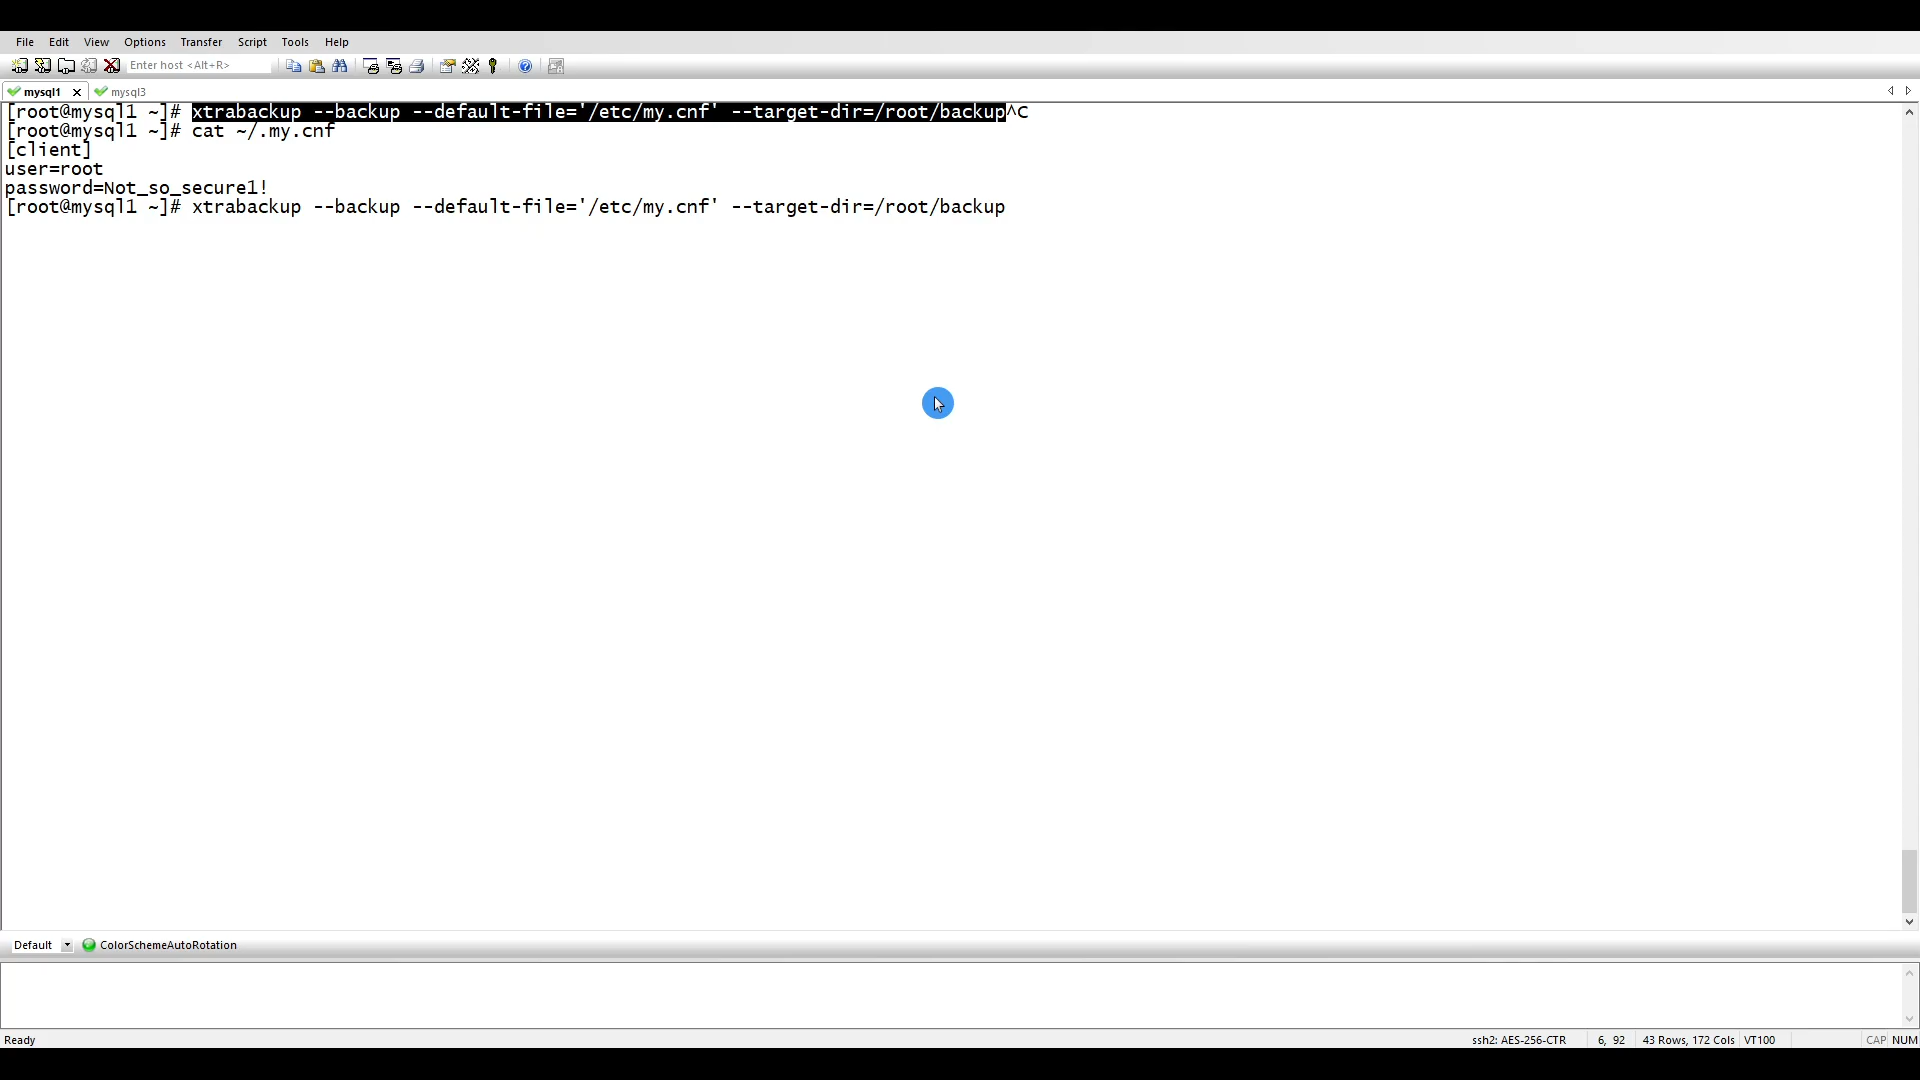 File Edit View Options Transfer Script Tools Help
Enter host <Alt+R>
mysql1 mysql3
[root@mysql1 ~]# xtrabackup --backup --default-file='/etc/my.cnf' --target-dir=/root/backup^C
[root@mysql1 ~]# cat ~/.my.cnf
[client]
user=root
password=Not_so_secure1!
[root@mysql1 ~]# xtrabackup --backup --default-file='/etc/my.cnf' --target-dir=/root/backup
Default ColorSchemeAutoRotation
Ready ssh2: AES-256-CTR 6, 92 43 Rows, 172 Cols VT100 CAP NUM